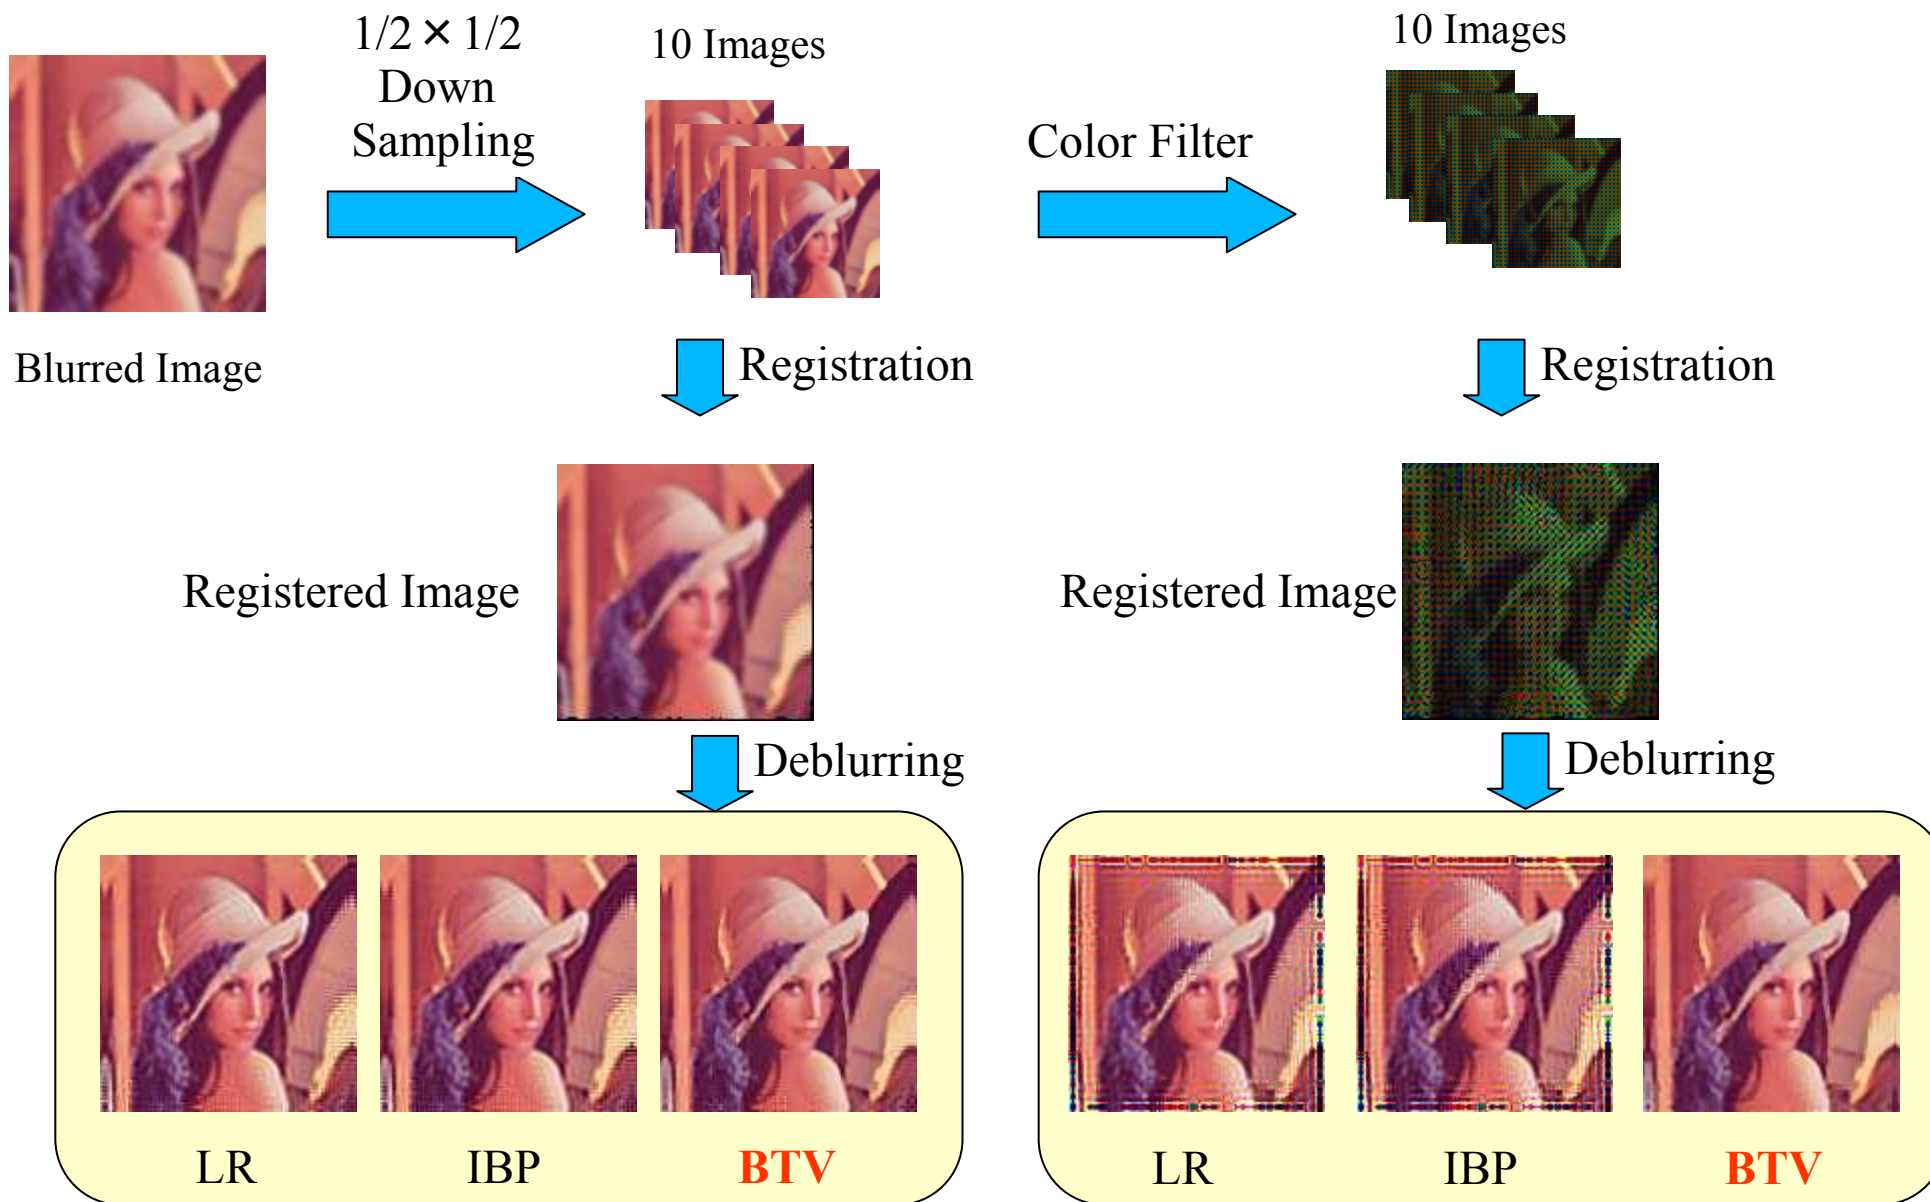 1/2 × 1/2
Down
Sampling
10 Images
10 Images
Color Filter
Blurred Image
Registration
Registration
Registered Image
Registered Image
Deblurring
Deblurring
LR
IBP
BTV
LR
IBP
BTV